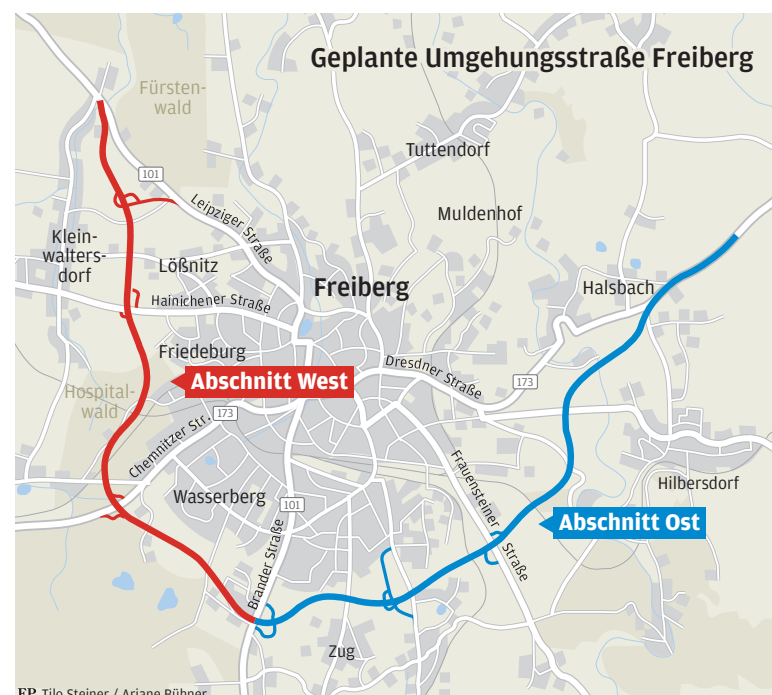 Geplante Umgehungsstraße Freiberg
Fürsten-
wald
Tuttendorf
101
Leipziger Straße
Muldenhof
Klein-
walters-
dorf
Lößnitz
Freiberg
Halsbach
Hainichener Straße
Friedeburg
Dresdner Straße
Abschnitt West
173
Hospital-
wald
173
Chemnitzer Str.
Frauensteiner Straße
Hilbersdorf
Wasserberg
101
Abschnitt Ost
Brander Straße
Zug
FP Tilo Steiner / Ariane Bühner